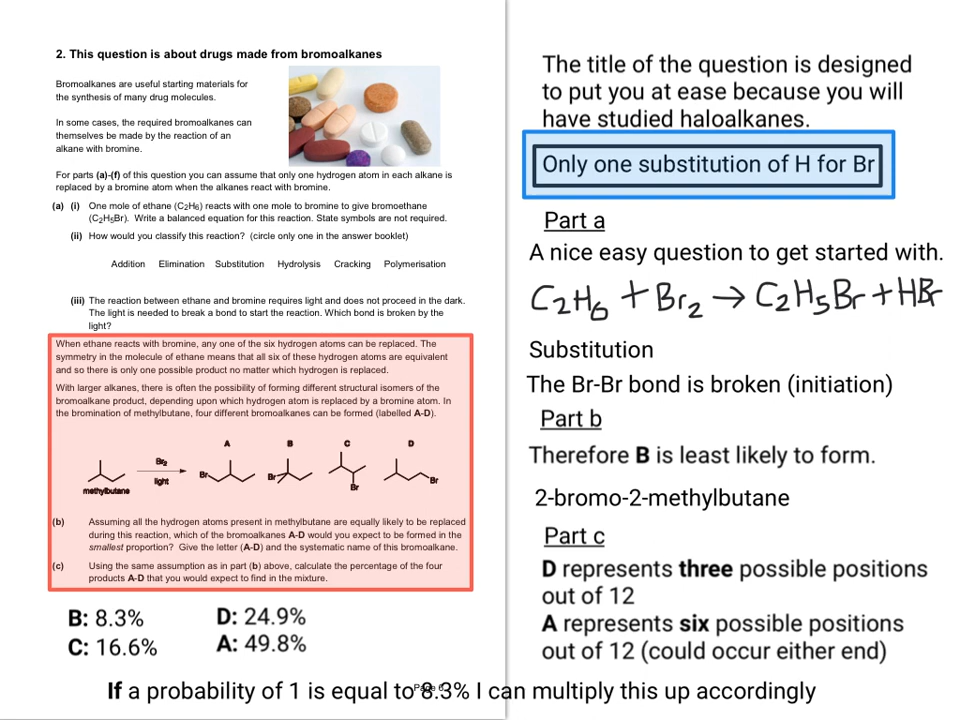 2. This question is about drugs made from bromoalkanes
Bromoalkanes are useful starting materials for
the synthesis of many drug molecules.
In some cases, the required bromoalkanes can
themselves be made by the reaction of an
alkane with bromine.
For parts (a)-(f) of this question you can assume that only one hydrogen atom in each alkane is
replaced by a bromine atom when the alkanes react with bromine.
(a) (i) One mole of ethane (C2H6) reacts with one mole to bromine to give bromoethane
(C2H5Br). Write a balanced equation for this reaction. State symbols are not required.
(ii) How would you classify this reaction? (circle only one in the answer booklet)
Addition Elimination Substitution Hydrolysis Cracking Polymerisation
(iii) The reaction between ethane and bromine requires light and does not proceed in the dark.
The light is needed to break a bond to start the reaction. Which bond is broken by the
light?
When ethane reacts with bromine, any one of the six hydrogen atoms can be replaced. The
symmetry in the molecule of ethane means that all six of these hydrogen atoms are equivalent
and so there is only one possible product no matter which hydrogen is replaced.
With larger alkanes, there is often the possibility of forming different structural isomers of the
bromoalkane product, depending upon which hydrogen atom is replaced by a bromine atom. In
the bromination of methylbutane, four different bromoalkanes can be formed (labelled A-D).
A B C D
Br2
light
methylbutane
Br
Br
Br
Br
(b) Assuming all the hydrogen atoms present in methylbutane are equally likely to be replaced
during this reaction, which of the bromoalkanes A-D would you expect to be formed in the
smallest proportion? Give the letter (A-D) and the systematic name of this bromoalkane.
(c) Using the same assumption as in part (b) above, calculate the percentage of the four
products A-D that you would expect to find in the mixture.
B: 8.3% D: 24.9%
C: 16.6% A: 49.8%
If a probability of 1 is equal to 8.3% I can multiply this up accordingly
The title of the question is designed
to put you at ease because you will
have studied haloalkanes.
Only one substitution of H for Br
Part a
A nice easy question to get started with.
C2H6 + Br2 → C2H5Br + HBr
Substitution
The Br-Br bond is broken (initiation)
Part b
Therefore B is least likely to form.
2-bromo-2-methylbutane
Part c
D represents three possible positions
out of 12
A represents six possible positions
out of 12 (could occur either end)